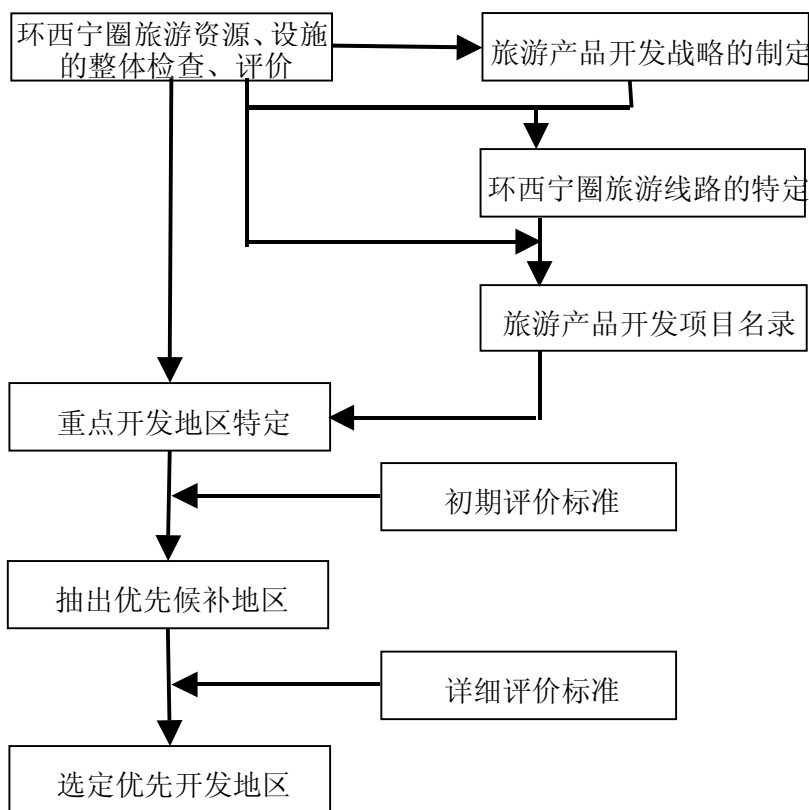 环西宁圈旅游资源、设施
的整体检查、评价
旅游产品开发战略的制定
环西宁圈旅游线路的特定
旅游产品开发项目名录
重点开发地区特定
初期评价标准
抽出优先候补地区
详细评价标准
选定优先开发地区